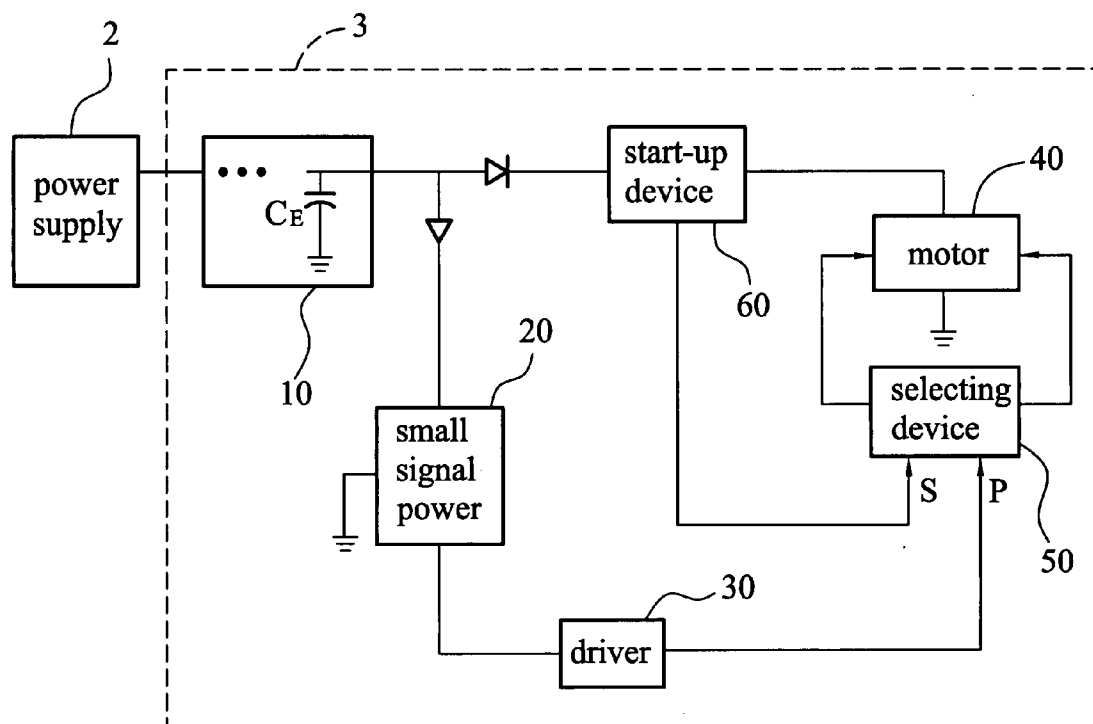 2
3
power
supply
CE
10
start-up
device
60
40
motor
20
small
signal
power
selecting
device
S
P
50
30
driver